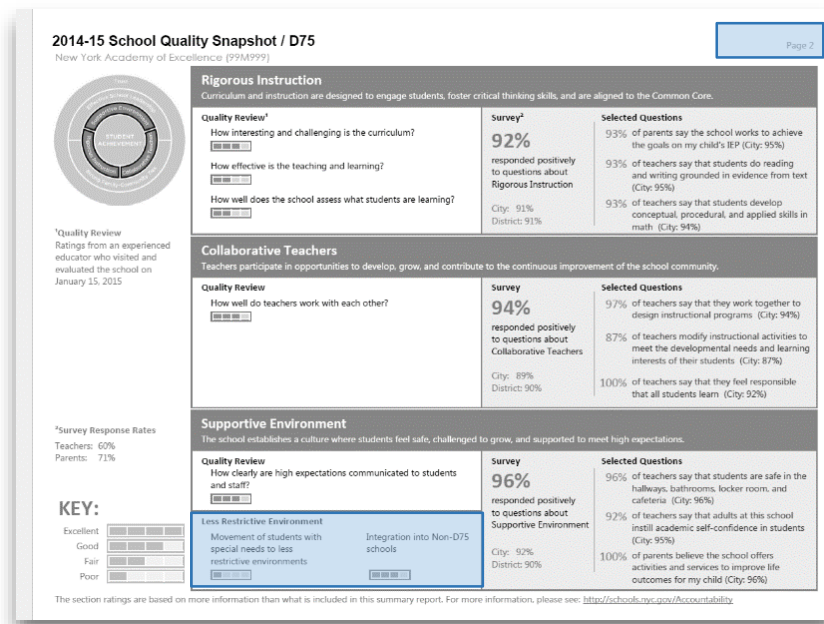 2014-15 School Quality Snapshot / D75
Page 2
New York Academy of Excellence (99M999)
STUDENT
ACHIEVEMENT
Rigorous Instruction
Curriculum and instruction are designed to engage students, foster critical thinking skills, and are aligned to the Common Core.
Quality Review¹
How interesting and challenging is the curriculum?
How effective is the teaching and learning?
How well does the school assess what students are learning?
Survey²
92%
responded positively
to questions about
Rigorous Instruction
City: 91%
District: 91%
Selected Questions
93% of parents say the school works to achieve
the goals on my child's IEP (City: 95%)
93% of teachers say that students do reading
and writing grounded in evidence from text
(City: 95%)
93% of teachers say that students develop
conceptual, procedural, and applied skills in
math (City: 94%)
¹Quality Review
Ratings from an experienced
educator who visited and
evaluated the school on
January 15, 2015
Collaborative Teachers
Teachers participate in opportunities to develop, grow, and contribute to the continuous improvement of the school community.
Quality Review
How well do teachers work with each other?
Survey
94%
responded positively
to questions about
Collaborative Teachers
City: 89%
District: 90%
Selected Questions
97% of teachers say that they work together to
design instructional programs (City: 94%)
87% of teachers modify instructional activities to
meet the developmental needs and learning
interests of their students (City: 87%)
100% of teachers say that they feel responsible
that all students learn (City: 92%)
²Survey Response Rates
Teachers: 60%
Parents: 71%
Supportive Environment
The school establishes a culture where students feel safe, challenged to grow, and supported to meet high expectations.
Quality Review
How clearly are high expectations communicated to students
and staff?
Less Restrictive Environment
Movement of students with
special needs to less
restrictive environments
Integration into Non-D75
schools
Survey
96%
responded positively
to questions about
Supportive Environment
City: 92%
District: 90%
Selected Questions
96% of teachers say that students are safe in the
hallways, bathrooms, locker room, and
cafeteria (City: 96%)
92% of teachers say that adults at this school
instill academic self-confidence in students
(City: 95%)
100% of parents believe the school offers
activities and services to improve life
outcomes for my child (City: 96%)
KEY:
Excellent
Good
Fair
Poor
The section ratings are based on more information than what is included in this summary report. For more information, please see: http://schools.nyc.gov/Accountability